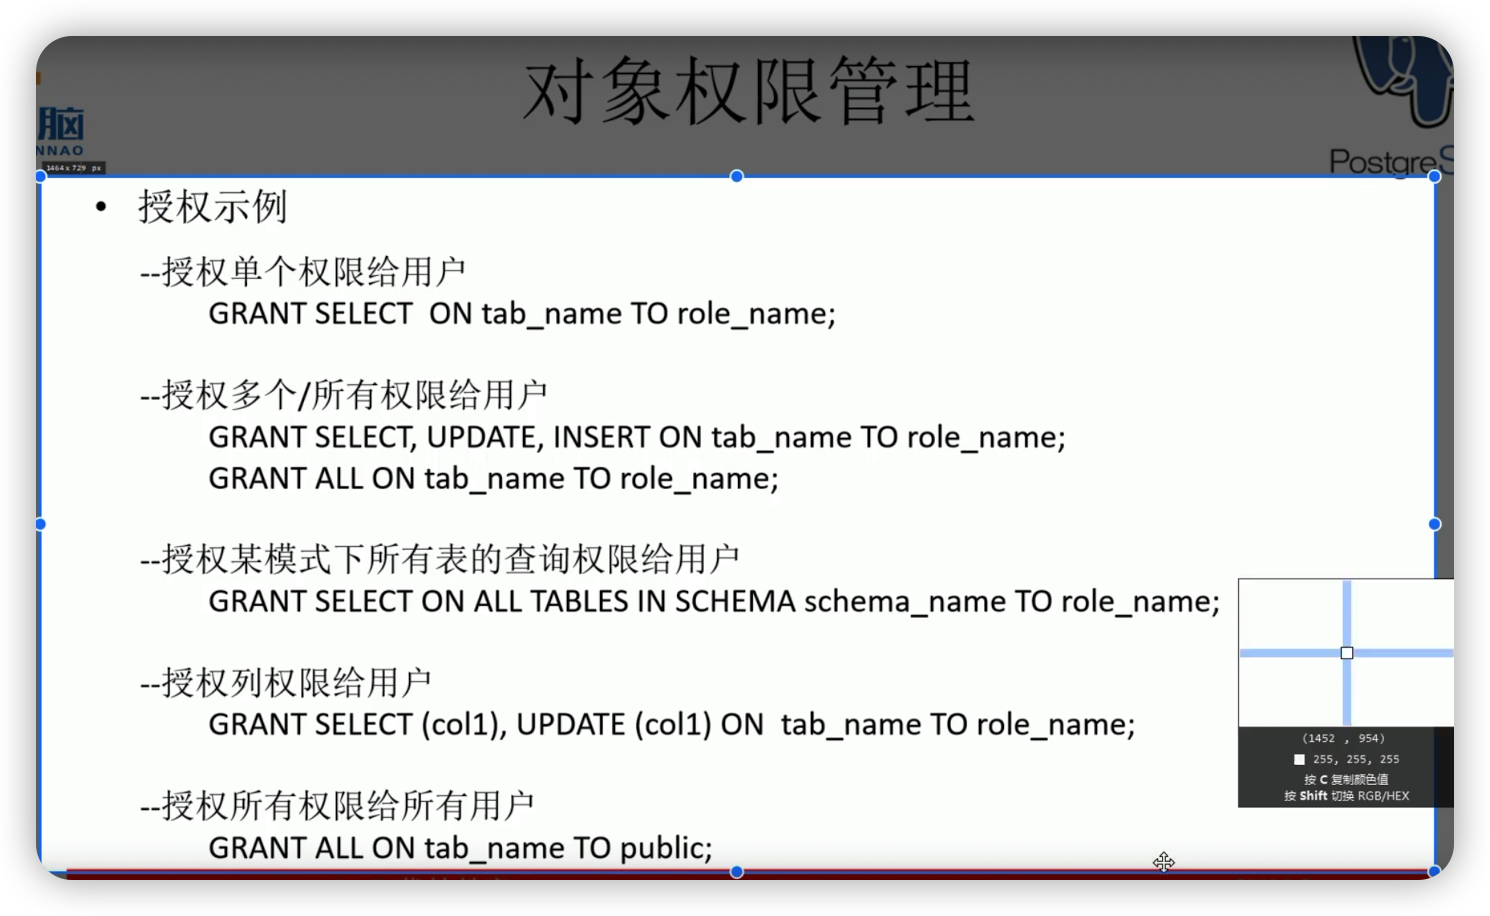 对象权限管理
脑
NNAO
PostgreS
1464 x 729 px
• 授权示例
--授权单个权限给用户
GRANT SELECT  ON tab_name TO role_name;
--授权多个/所有权限给用户
GRANT SELECT, UPDATE, INSERT ON tab_name TO role_name;
GRANT ALL ON tab_name TO role_name;
--授权某模式下所有表的查询权限给用户
GRANT SELECT ON ALL TABLES IN SCHEMA schema_name TO role_name;
--授权列权限给用户
GRANT SELECT (col1), UPDATE (col1) ON  tab_name TO role_name;
--授权所有权限给所有用户
GRANT ALL ON tab_name TO public;
(1452 , 954)
255, 255, 255
按 C 复制颜色值
按 Shift 切换 RGB/HEX